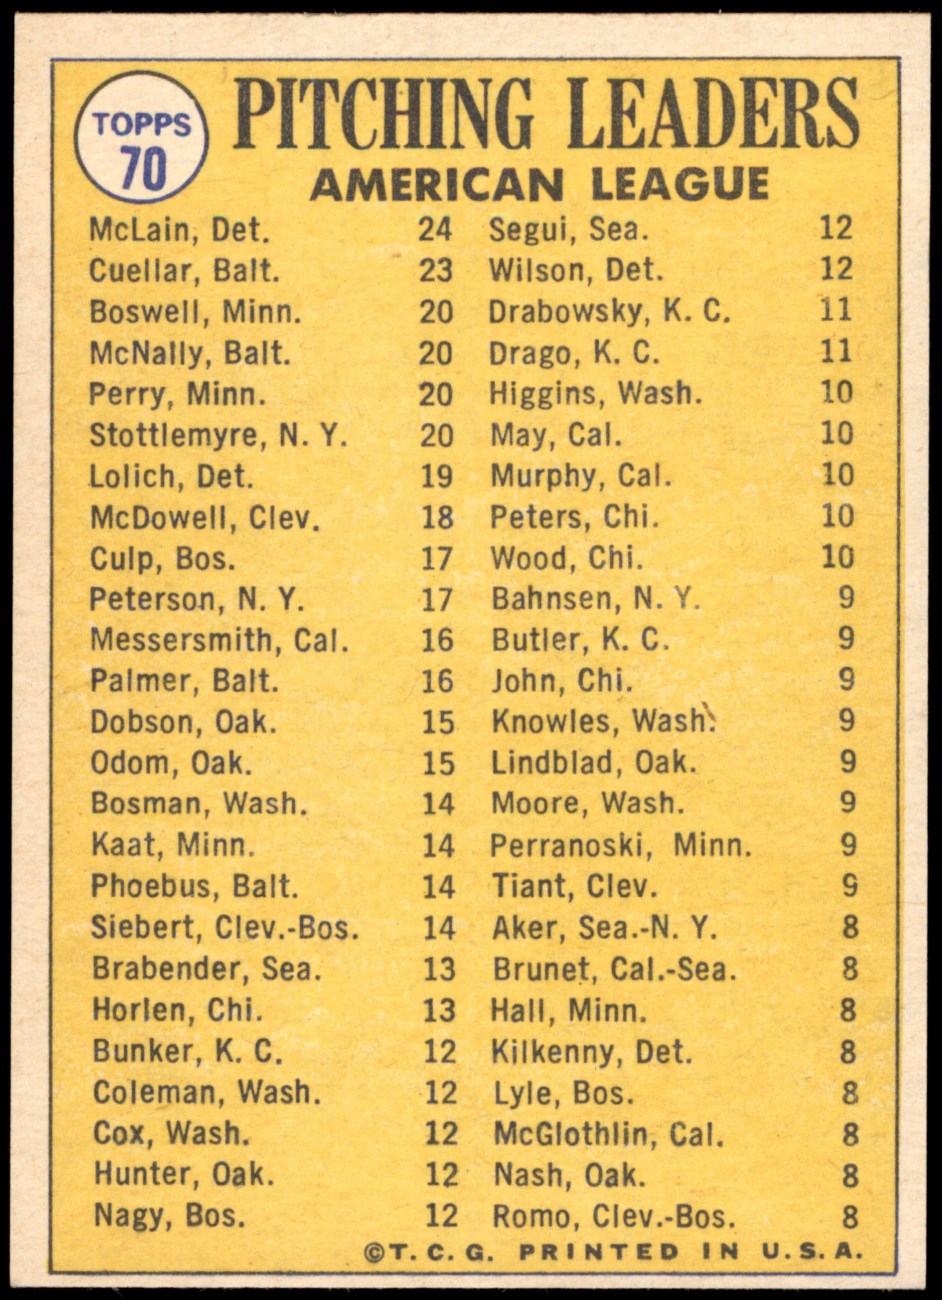 TOPPS
70
PITCHING LEADERS
AMERICAN LEAGUE
McLain, Det. 24
Cuellar, Balt. 23
Boswell, Minn. 20
McNally, Balt. 20
Perry, Minn. 20
Stottlemyre, N. Y. 20
Lolich, Det. 19
McDowell, Clev. 18
Culp, Bos. 17
Peterson, N. Y. 17
Messersmith, Cal. 16
Palmer, Balt. 16
Dobson, Oak. 15
Odom, Oak. 15
Bosman, Wash. 14
Kaat, Minn. 14
Phoebus, Balt. 14
Siebert, Clev.-Bos. 14
Brabender, Sea. 13
Horlen, Chi. 13
Bunker, K. C. 12
Coleman, Wash. 12
Cox, Wash. 12
Hunter, Oak. 12
Nagy, Bos. 12
Segui, Sea. 12
Wilson, Det. 12
Drabowsky, K. C. 11
Drago, K. C. 11
Higgins, Wash. 10
May, Cal. 10
Murphy, Cal. 10
Peters, Chi. 10
Wood, Chi. 10
Bahnsen, N. Y. 9
Butler, K. C. 9
John, Chi. 9
Knowles, Wash. 9
Lindblad, Oak. 9
Moore, Wash. 9
Perranoski, Minn. 9
Tiant, Clev. 9
Aker, Sea.-N. Y. 8
Brunet, Cal.-Sea. 8
Hall, Minn. 8
Kilkenny, Det. 8
Lyle, Bos. 8
McGlothlin, Cal. 8
Nash, Oak. 8
Romo, Clev.-Bos. 8
©T. C. G. PRINTED IN U. S. A.